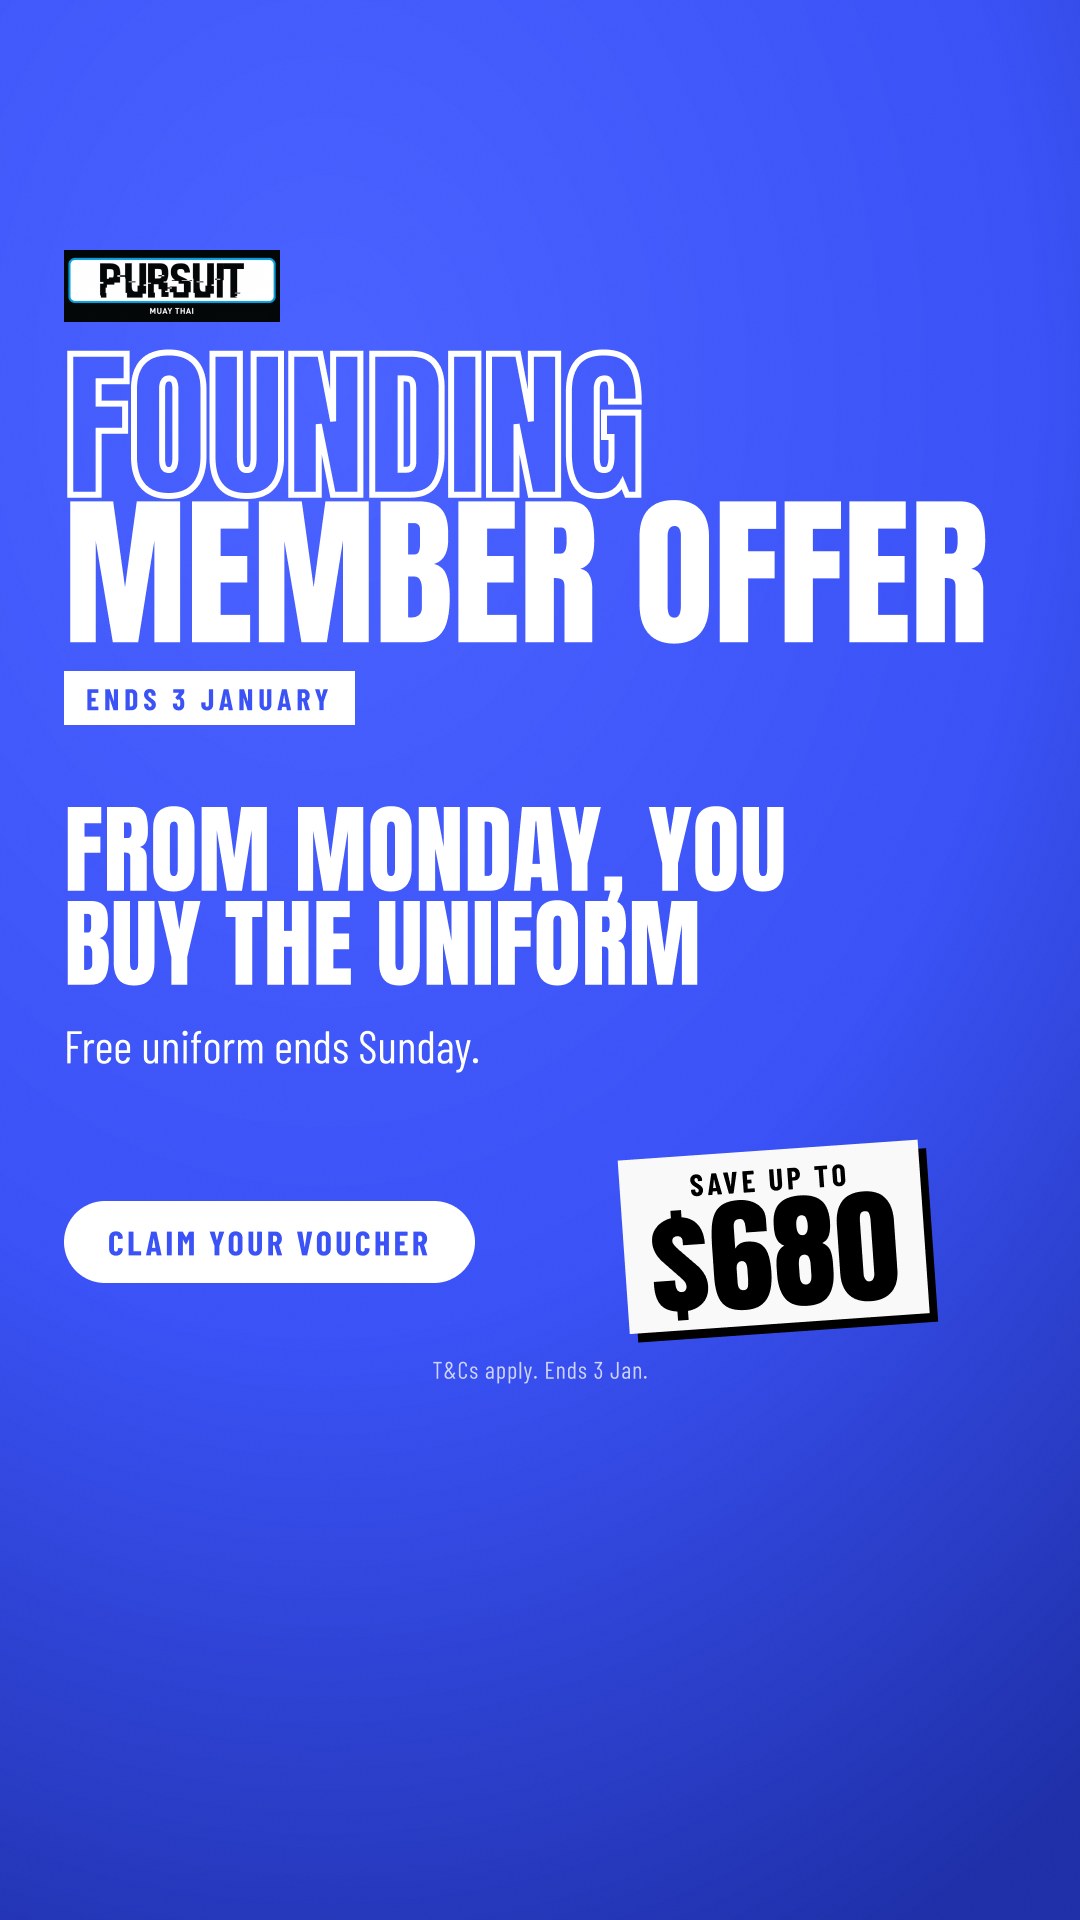 PURSUIT
MUAY THAI
FOUNDING
MEMBER OFFER
ENDS 3 JANUARY
FROM MONDAY, YOU
BUY THE UNIFORM
Free uniform ends Sunday.
SAVE UP TO
$680
CLAIM YOUR VOUCHER
T&Cs apply. Ends 3 Jan.